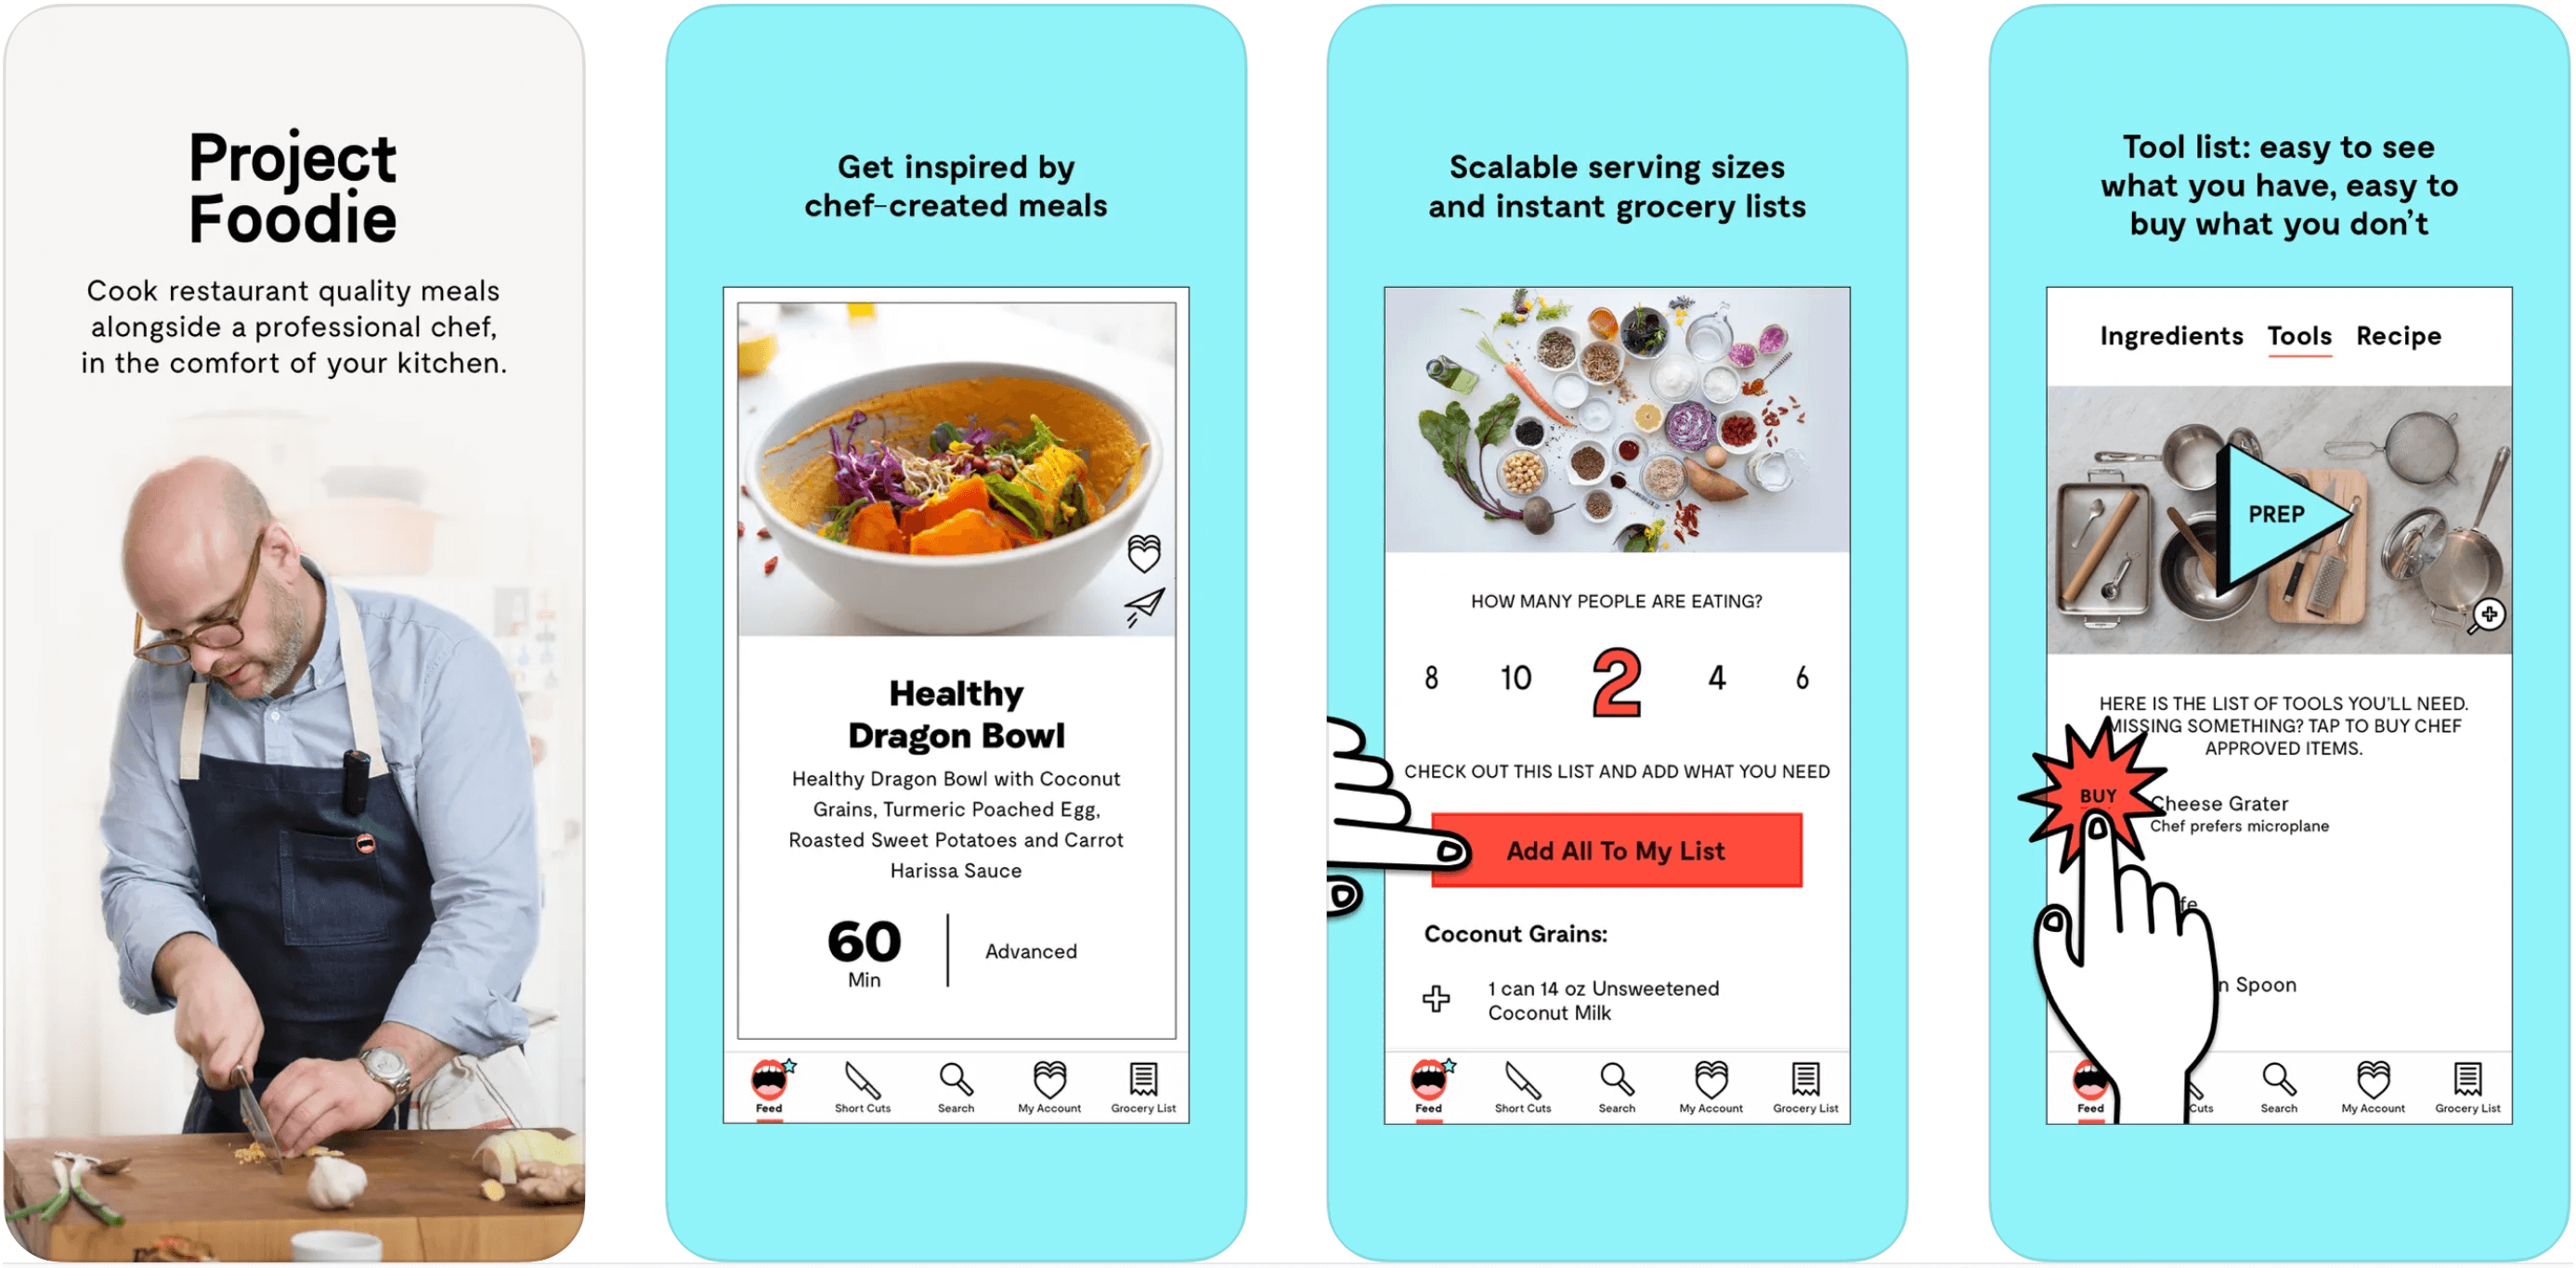 Project
Foodie
Cook restaurant quality meals
alongside a professional chef,
in the comfort of your kitchen.
Get inspired by
chef-created meals
Healthy
Dragon Bowl
Healthy Dragon Bowl with Coconut
Grains, Turmeric Poached Egg,
Roasted Sweet Potatoes and Carrot
Harissa Sauce
60
Min
Advanced
Feed
Short Cuts
Search
My Account
Grocery List
Scalable serving sizes
and instant grocery lists
HOW MANY PEOPLE ARE EATING?
8 10 2 4 6
CHECK OUT THIS LIST AND ADD WHAT YOU NEED
Add All To My List
Coconut Grains:
1 can 14 oz Unsweetened
Coconut Milk
Feed
Short Cuts
Search
My Account
Grocery List
Tool list: easy to see
what you have, easy to
buy what you don't
Ingredients Tools Recipe
PREP
HERE IS THE LIST OF TOOLS YOU'LL NEED.
MISSING SOMETHING? TAP TO BUY CHEF
APPROVED ITEMS.
BUY
Cheese Grater
Chef prefers microplane
Spoon
Feed
Cuts
Search
My Account
Grocery List